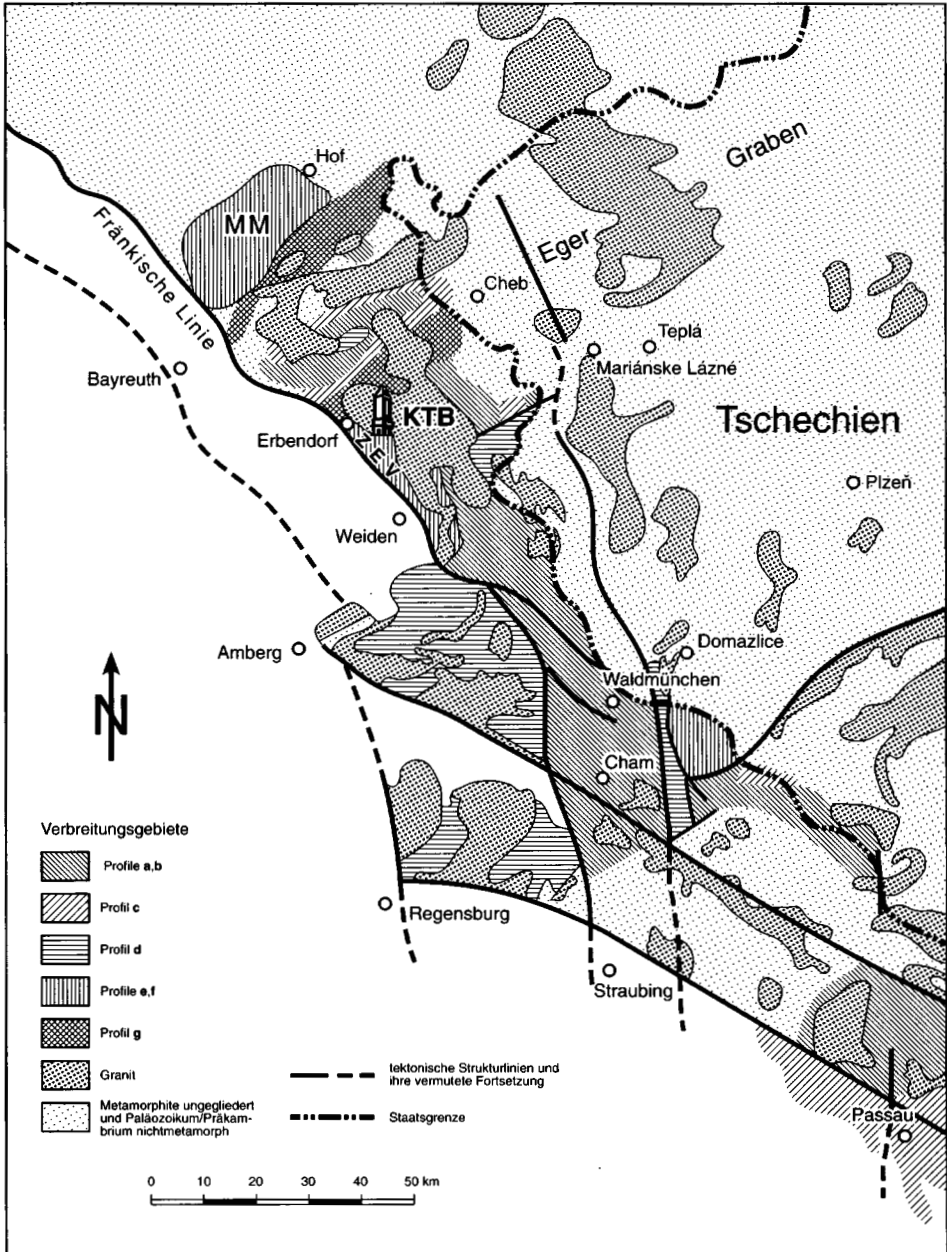 Hof
Graben
MM
Fränkische Linie
Eger
Cheb
Teplá
Mariánske Lázné
Bayreuth
Tschechien
KTB
Erbendorf
ZEV
Plzeň
Weiden
Amberg
Domazlice
Waldmünchen
N
Cham
Verbreitungsgebiete
Profile a,b
Profil c
Profil d
Profile e,f
Profil g
Granit
Metamorphite ungegliedert
und Paläozoikum/Präkam-
brium nichtmetamorph
Regensburg
Straubing
tektonische Strukturlinien und
ihre vermutete Fortsetzung
Staatsgrenze
Passau
0 10 20 30 40 50 km